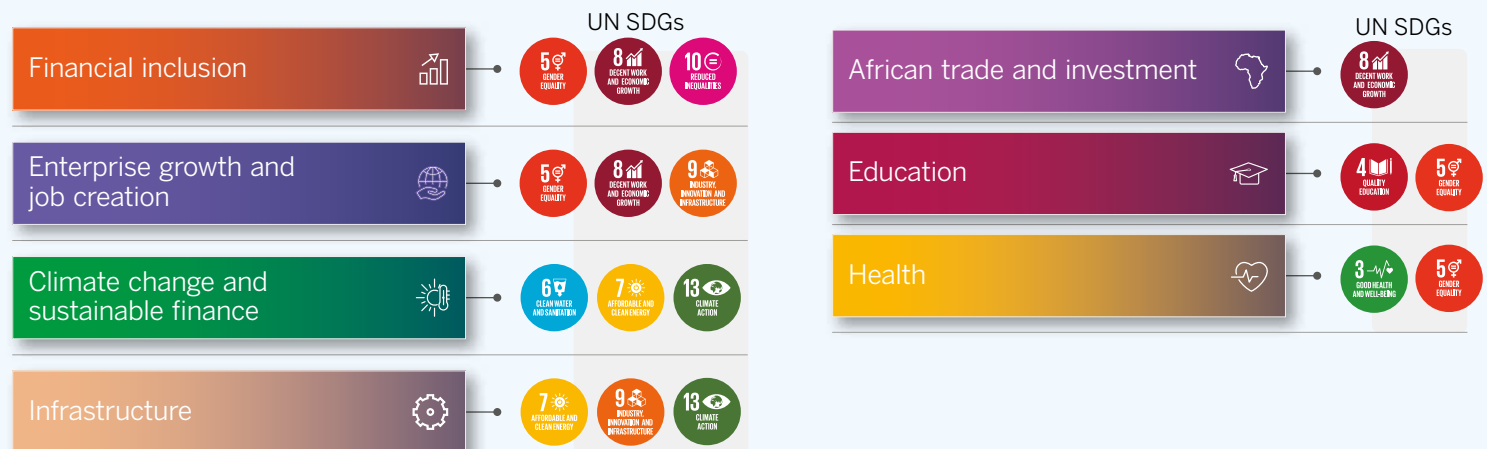 UN SDGs
Financial inclusion
5
GENDER
EQUALITY
8
DECENT WORK
AND ECONOMIC
GROWTH
10
REDUCED
INEQUALITIES
Enterprise growth and
job creation
5
GENDER
EQUALITY
8
DECENT WORK
AND ECONOMIC
GROWTH
9
INDUSTRY,
INNOVATION AND
INFRASTRUCTURE
Climate change and
sustainable finance
6
CLEAN WATER
AND SANITATION
7
AFFORDABLE AND
CLEAN ENERGY
13
CLIMATE
ACTION
Infrastructure
7
AFFORDABLE AND
CLEAN ENERGY
9
INDUSTRY,
INNOVATION AND
INFRASTRUCTURE
13
CLIMATE
ACTION
UN SDGs
African trade and investment
8
DECENT WORK
AND ECONOMIC
GROWTH
Education
4
QUALITY
EDUCATION
5
GENDER
EQUALITY
Health
3
GOOD HEALTH
AND WELL-BEING
5
GENDER
EQUALITY